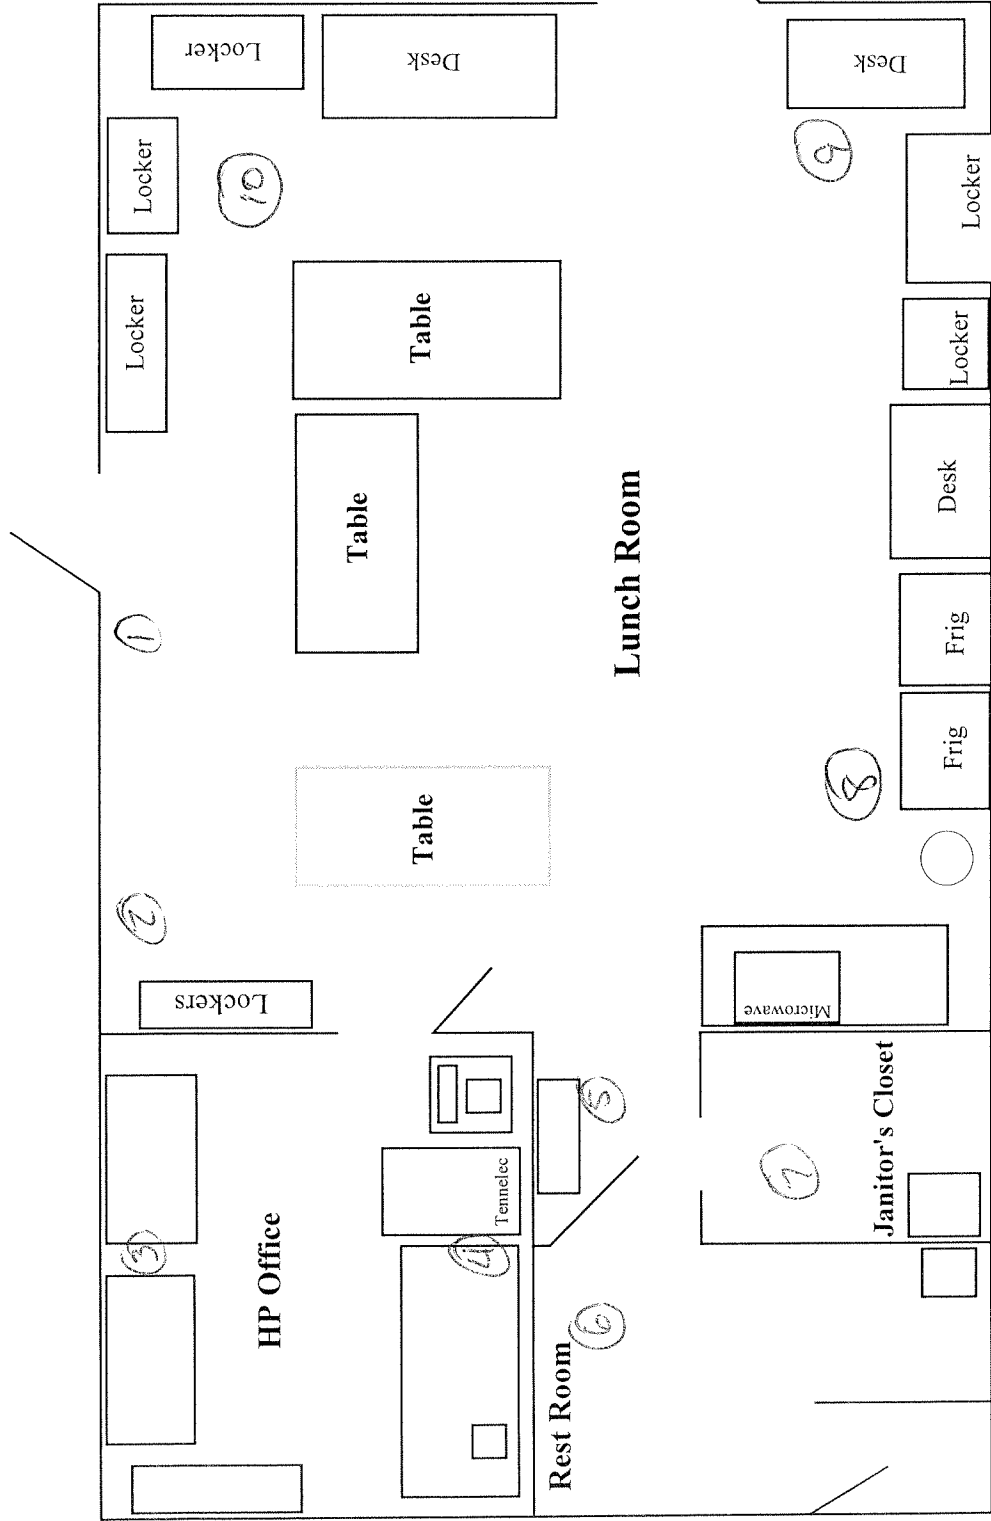 Locker
Desk
Desk
Locker
10
9
Locker
Locker
Table
Locker
Locker
Table
Desk
Lunch Room
1
Frig
Table
Frig
8
2
Lockers
Microwave
5
Janitor's Closet
7
Tennelec
3
HP Office
4
6
Rest Room